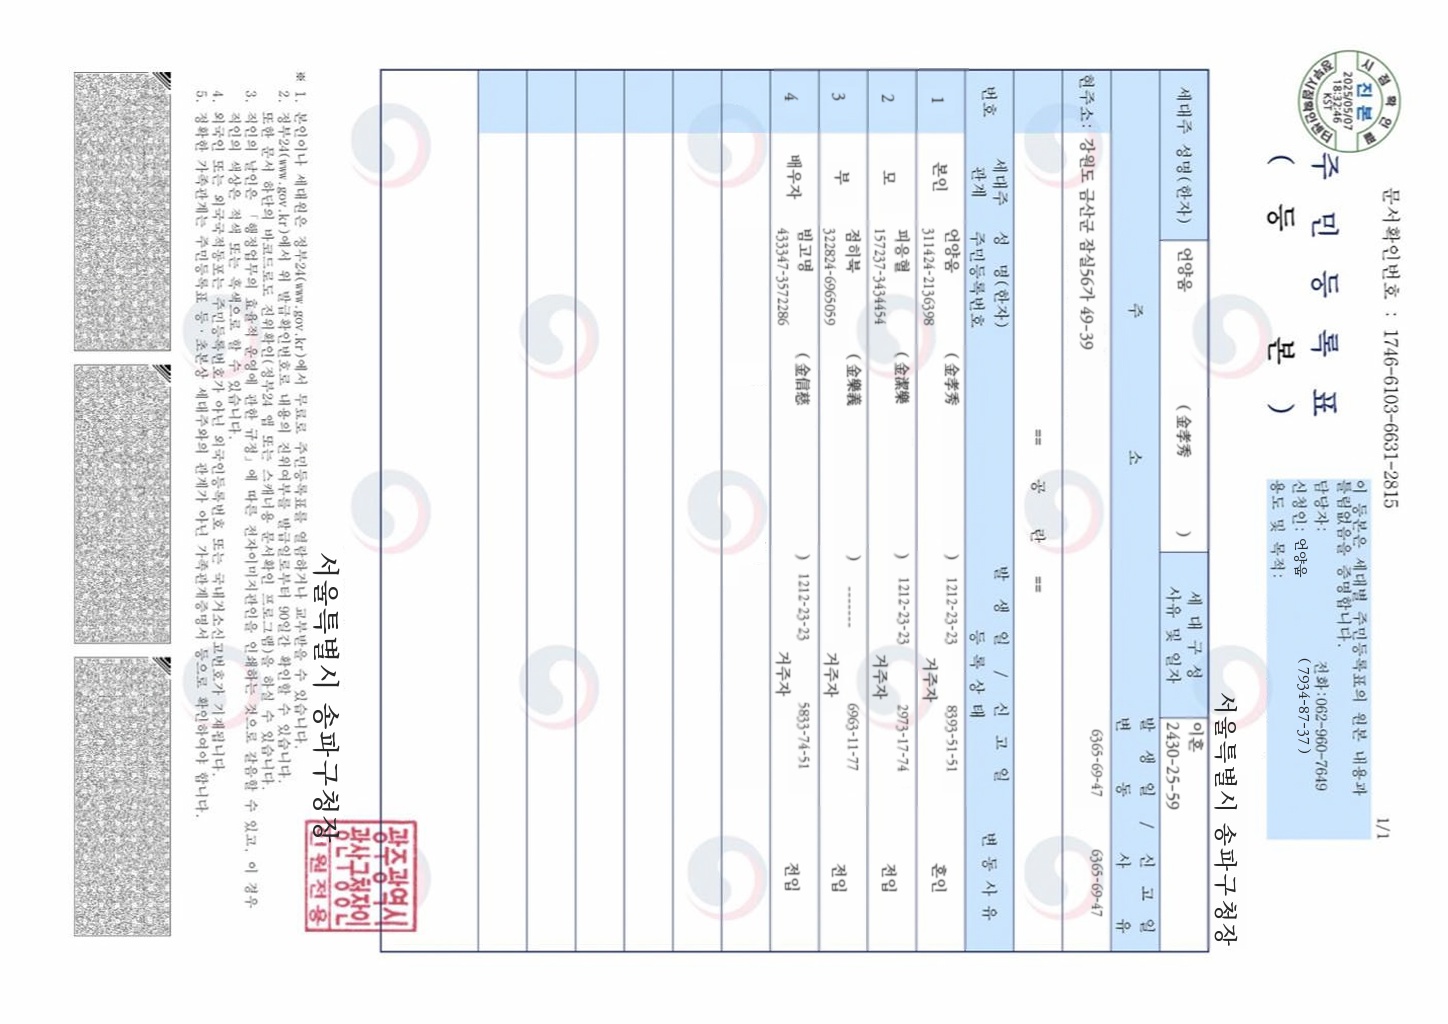 문서확인번호 : 1746-6103-6631-2815
1/1
시점확인필
진본
2025/05/07
18:32:46
KST
주 민 등 록 표
( 등 본 )
이 등본은 세대별 주민등록표의 원본 내용과
틀림없음을 증명합니다.
담당자: 전화:062-960-7649
신청인: 언양움 (7934-87-37)
용도 및 목적:
서울특별시 송파구청장
세대주 성명(한자) 언양움 ( 金孝秀 ) 세 대 구 성 사유 및 일자 이혼 2430-25-59
주 소 발 생 일 / 신 고 일
변 동 사 유
현주소: 강원도 금산군 잠실56가 49-39 6365-69-47 6365-69-47
== 공 란 ==
번호 세대주 관계 성 명(한자) 주민등록번호 발 생 일 / 신 고 일 등 록 상 태 변 동 사 유
1 본인 언양움 ( 金孝秀 ) 1212-23-23 8393-51-51 혼인
311424-2136398 거주자
2 모 피융혈 ( 金潔樂 ) 1212-23-23 2973-17-74 전입
157237-3434454 거주자
3 부 점히북 ( 金樂義 ) ------- 6963-11-77 전입
322824-6965059 거주자
4 배우자 빔고명 ( 金信慈 ) 1212-23-23 5833-74-51 전입
433347-3572286 거주자
서울특별시 송파구청장
광주광역시
광산구청장인
민원전용
※ 1. 본인이나 세대원은 정부24(www.gov.kr)에서 무료로 주민등록표를 열람하거나 교부받을 수 있습니다.
2. 정부24(www.gov.kr)에서 위 발급확인번호로 내용의 진위여부를 발급일로부터 90일간 확인할 수 있습니다.
또한 문서 하단의 바코드로도 진위확인(정부24 앱 또는 스캐너용 문서확인 프로그램)을 하실 수 있습니다.
3. 직인의 날인은 「행정업무의 효율적 운영에 관한 규정」에 따른 전자이미지관인을 인쇄하는 것으로 갈음할 수 있고, 이 경우
직인의 색상은 적색 또는 흑색으로 할 수 있습니다.
4. 외국인 또는 외국국적동포는 주민등록번호가 아닌 외국인등록번호 또는 국내거소신고번호가 기재됩니다.
5. 정확한 가족관계는 주민등록표 등·초본상 세대주와의 관계가 아닌 가족관계증명서 등으로 확인하여야 합니다.